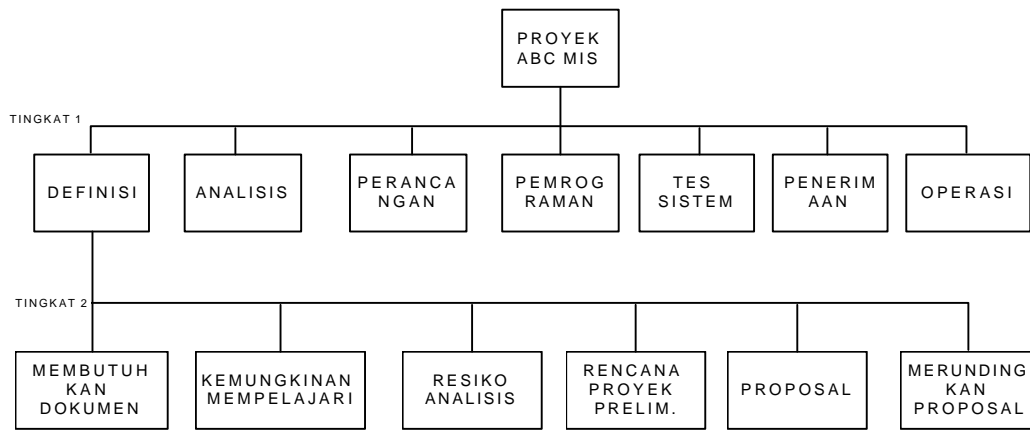 PROYEK
ABC MIS
TINGKAT 1
DEFINISI
ANALISIS
PERANCA
NGAN
PEMROG
RAMAN
TES
SISTEM
PENERIM
AAN
OPERASI
TINGKAT 2
MEMBUTUH
KAN
DOKUMEN
KEMUNGKINAN
MEMPELAJARI
RESIKO
ANALISIS
RENCANA
PROYEK
PRELIM.
PROPOSAL
MERUNDING
KAN
PROPOSAL